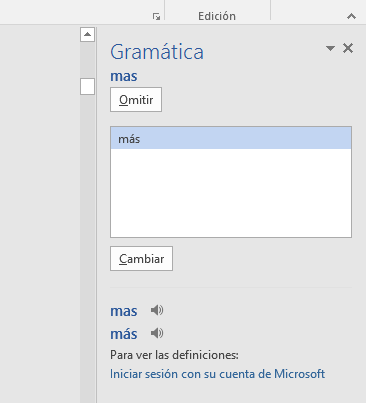 Edición
Gramática
mas
Omitir
más
Cambiar
mas
más
Para ver las definiciones:
Iniciar sesión con su cuenta de Microsoft